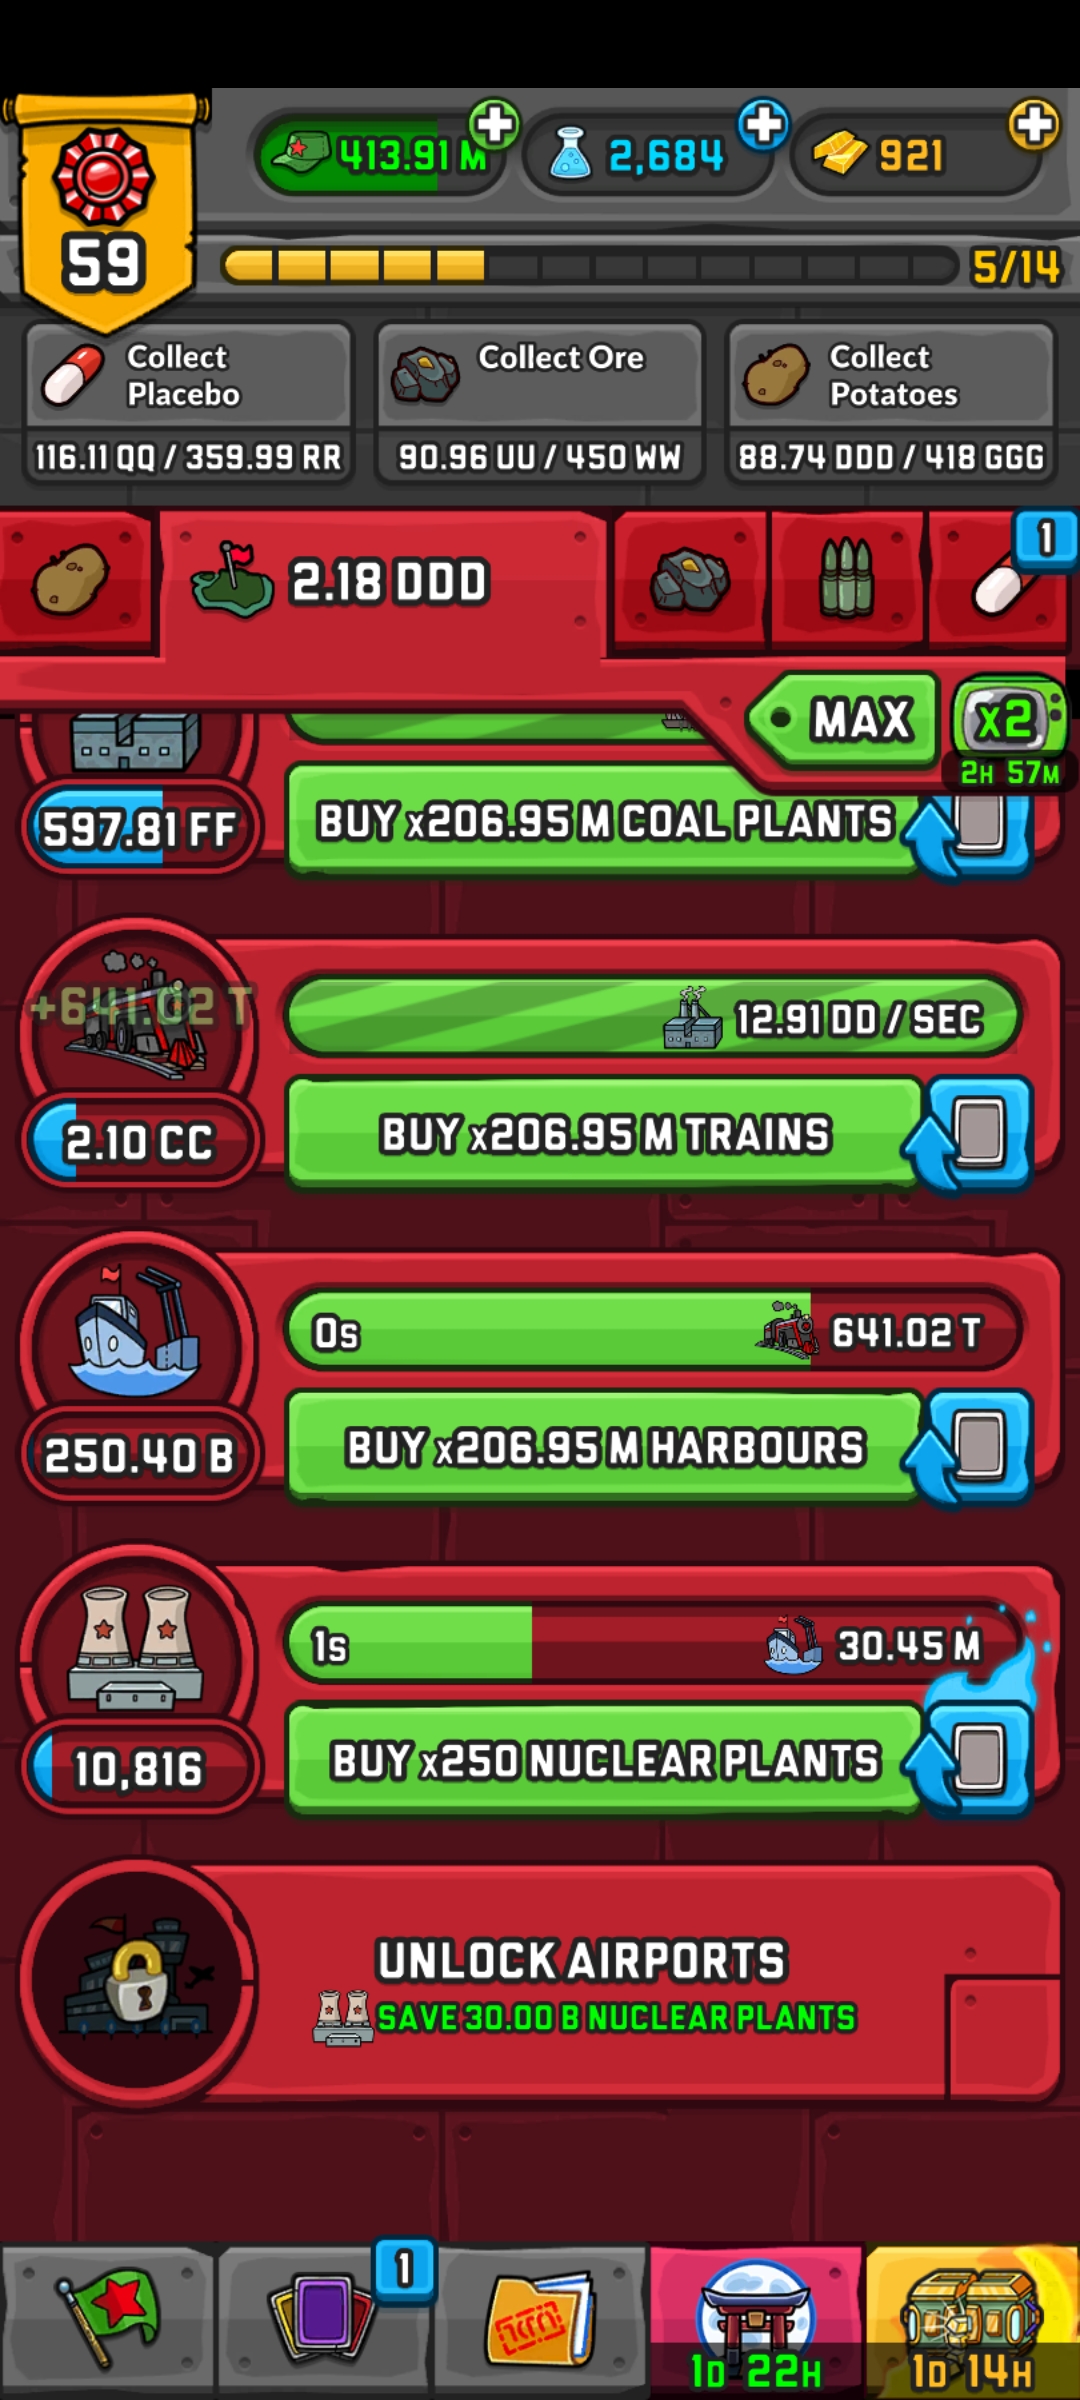 413.91 M
2,684
921
59
5/14
Collect
Placebo
116.11 QQ / 359.99 RR
Collect Ore
90.96 UU / 450 WW
Collect
Potatoes
88.74 DDD / 418 GGG
2.18 DDD
1
MAX
x2
2H 57M
597.81 FF
BUY x206.95 M COAL PLANTS
+641.02 T
12.91 DD / SEC
2.10 CC
BUY x206.95 M TRAINS
0s
641.02 T
250.40 B
BUY x206.95 M HARBOURS
1s
30.45 M
10,816
BUY x250 NUCLEAR PLANTS
UNLOCK AIRPORTS
SAVE 30.00 B NUCLEAR PLANTS
1
1D 22H
1D 14H